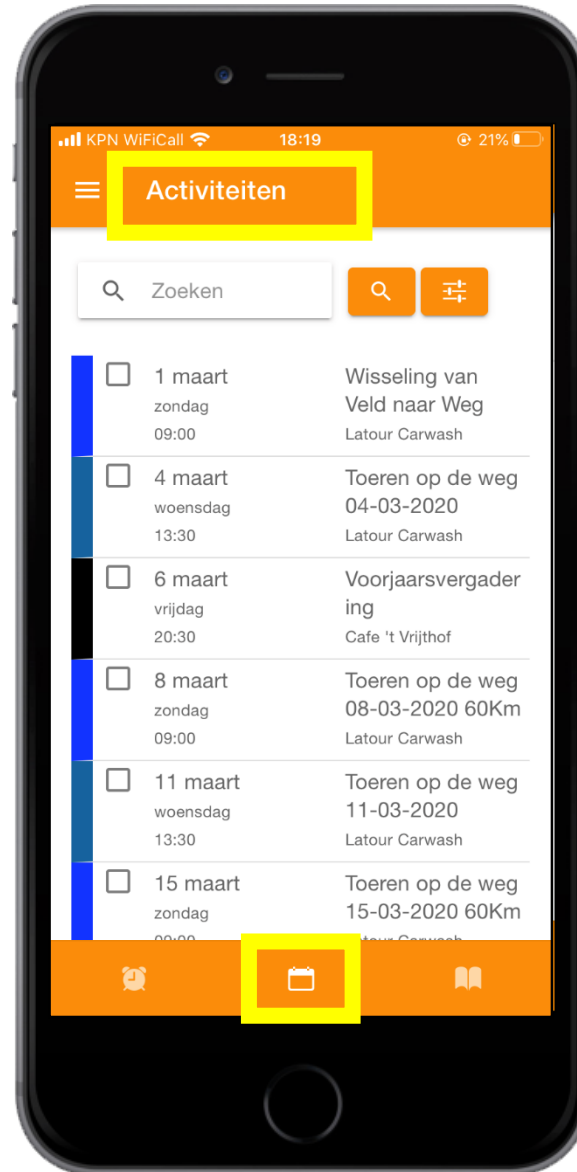 KPN WiFiCall 18:19 21%
Activiteiten
Zoeken
1 maart
zondag
09:00
Wisseling van
Veld naar Weg
Latour Carwash
4 maart
woensdag
13:30
Toeren op de weg
04-03-2020
Latour Carwash
6 maart
vrijdag
20:30
Voorjaarsvergader
ing
Cafe 't Vrijthof
8 maart
zondag
09:00
Toeren op de weg
08-03-2020 60Km
Latour Carwash
11 maart
woensdag
13:30
Toeren op de weg
11-03-2020
Latour Carwash
15 maart
zondag
09:00
Toeren op de weg
15-03-2020 60Km
Latour Carwash